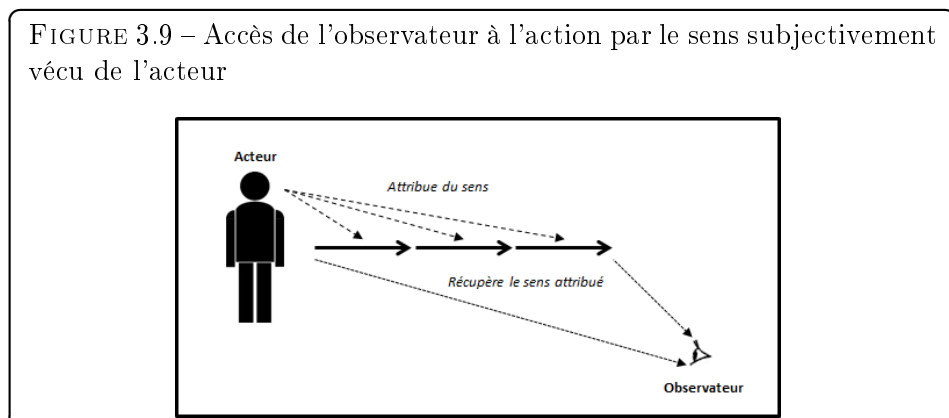 FIGURE 3.9 – Accès de l'observateur à l'action par le sens subjectivement
vécu de l'acteur
Acteur
Attribue du sens
Récupère le sens attribué
Observateur